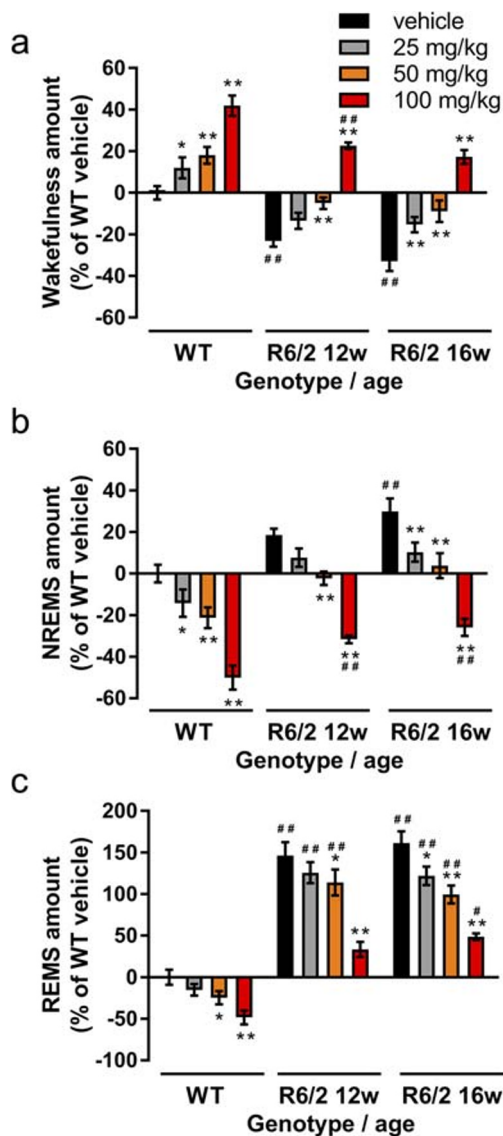 a
vehicle
25 mg/kg
50 mg/kg
100 mg/kg
Wakefulness amount
(% of WT vehicle)
60
40
20
0
-20
-40
-60
*
**
**
##
**
##
**
**
##
**
**
WT
R6/2 12w
R6/2 16w
Genotype / age
b
NREMS amount
(% of WT vehicle)
60
40
20
0
-20
-40
-60
*
**
**
**
**
##
##
**
**
**
##
WT
R6/2 12w
R6/2 16w
Genotype / age
c
REMS amount
(% of WT vehicle)
200
150
100
50
0
-50
-100
*
**
##
##
##
*
**
##
##
*
##
**
#
**
WT
R6/2 12w
R6/2 16w
Genotype / age